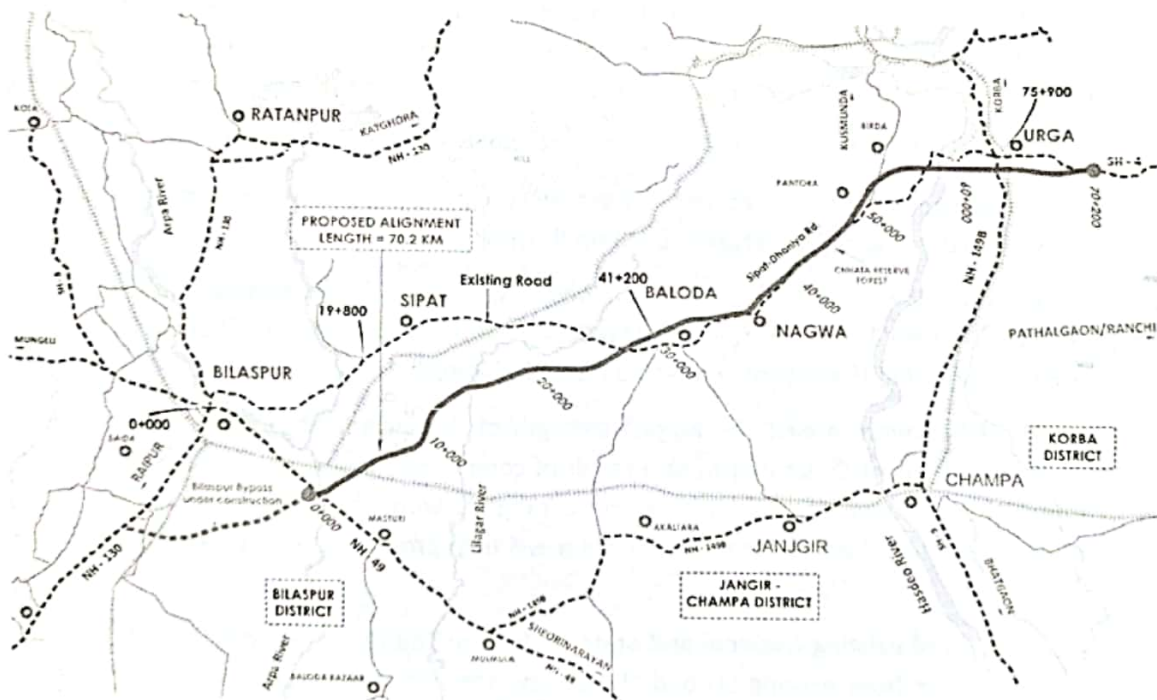 KOTA
RATANPUR
KATGHORA
NH - 130
Arpa River
NH - 130
PROPOSED ALIGNMENT
LENGTH = 70.2 KM
KUSMUNDA
BIRDA
KORBA
75+900
URGA
SH - 4
70+200
60+000
PANTORA
50+000
Sipat-Dhaniya Rd.
CHHATA RESERVE
FOREST
40+000
NH - 149B
PATHALGAON/RANCHI
19+800
SIPAT
Existing Road
41+200
BALODA
NAGWA
30+000
20+000
MUNGELI
BILASPUR
0+000
RAIPUR
Bilaspur Bypass
under construction
10+000
0+000
MASTURI
NH 49
Lilagar River
NH - 130
BILASPUR
DISTRICT
Arpa River
BALODA BAZAAR
NH - 149B
SHEORINARAYAN
AKALTARA
NH - 149B
JANJGIR
JANGIR -
CHAMPA DISTRICT
CHAMPA
KORBA
DISTRICT
Hasdeo River